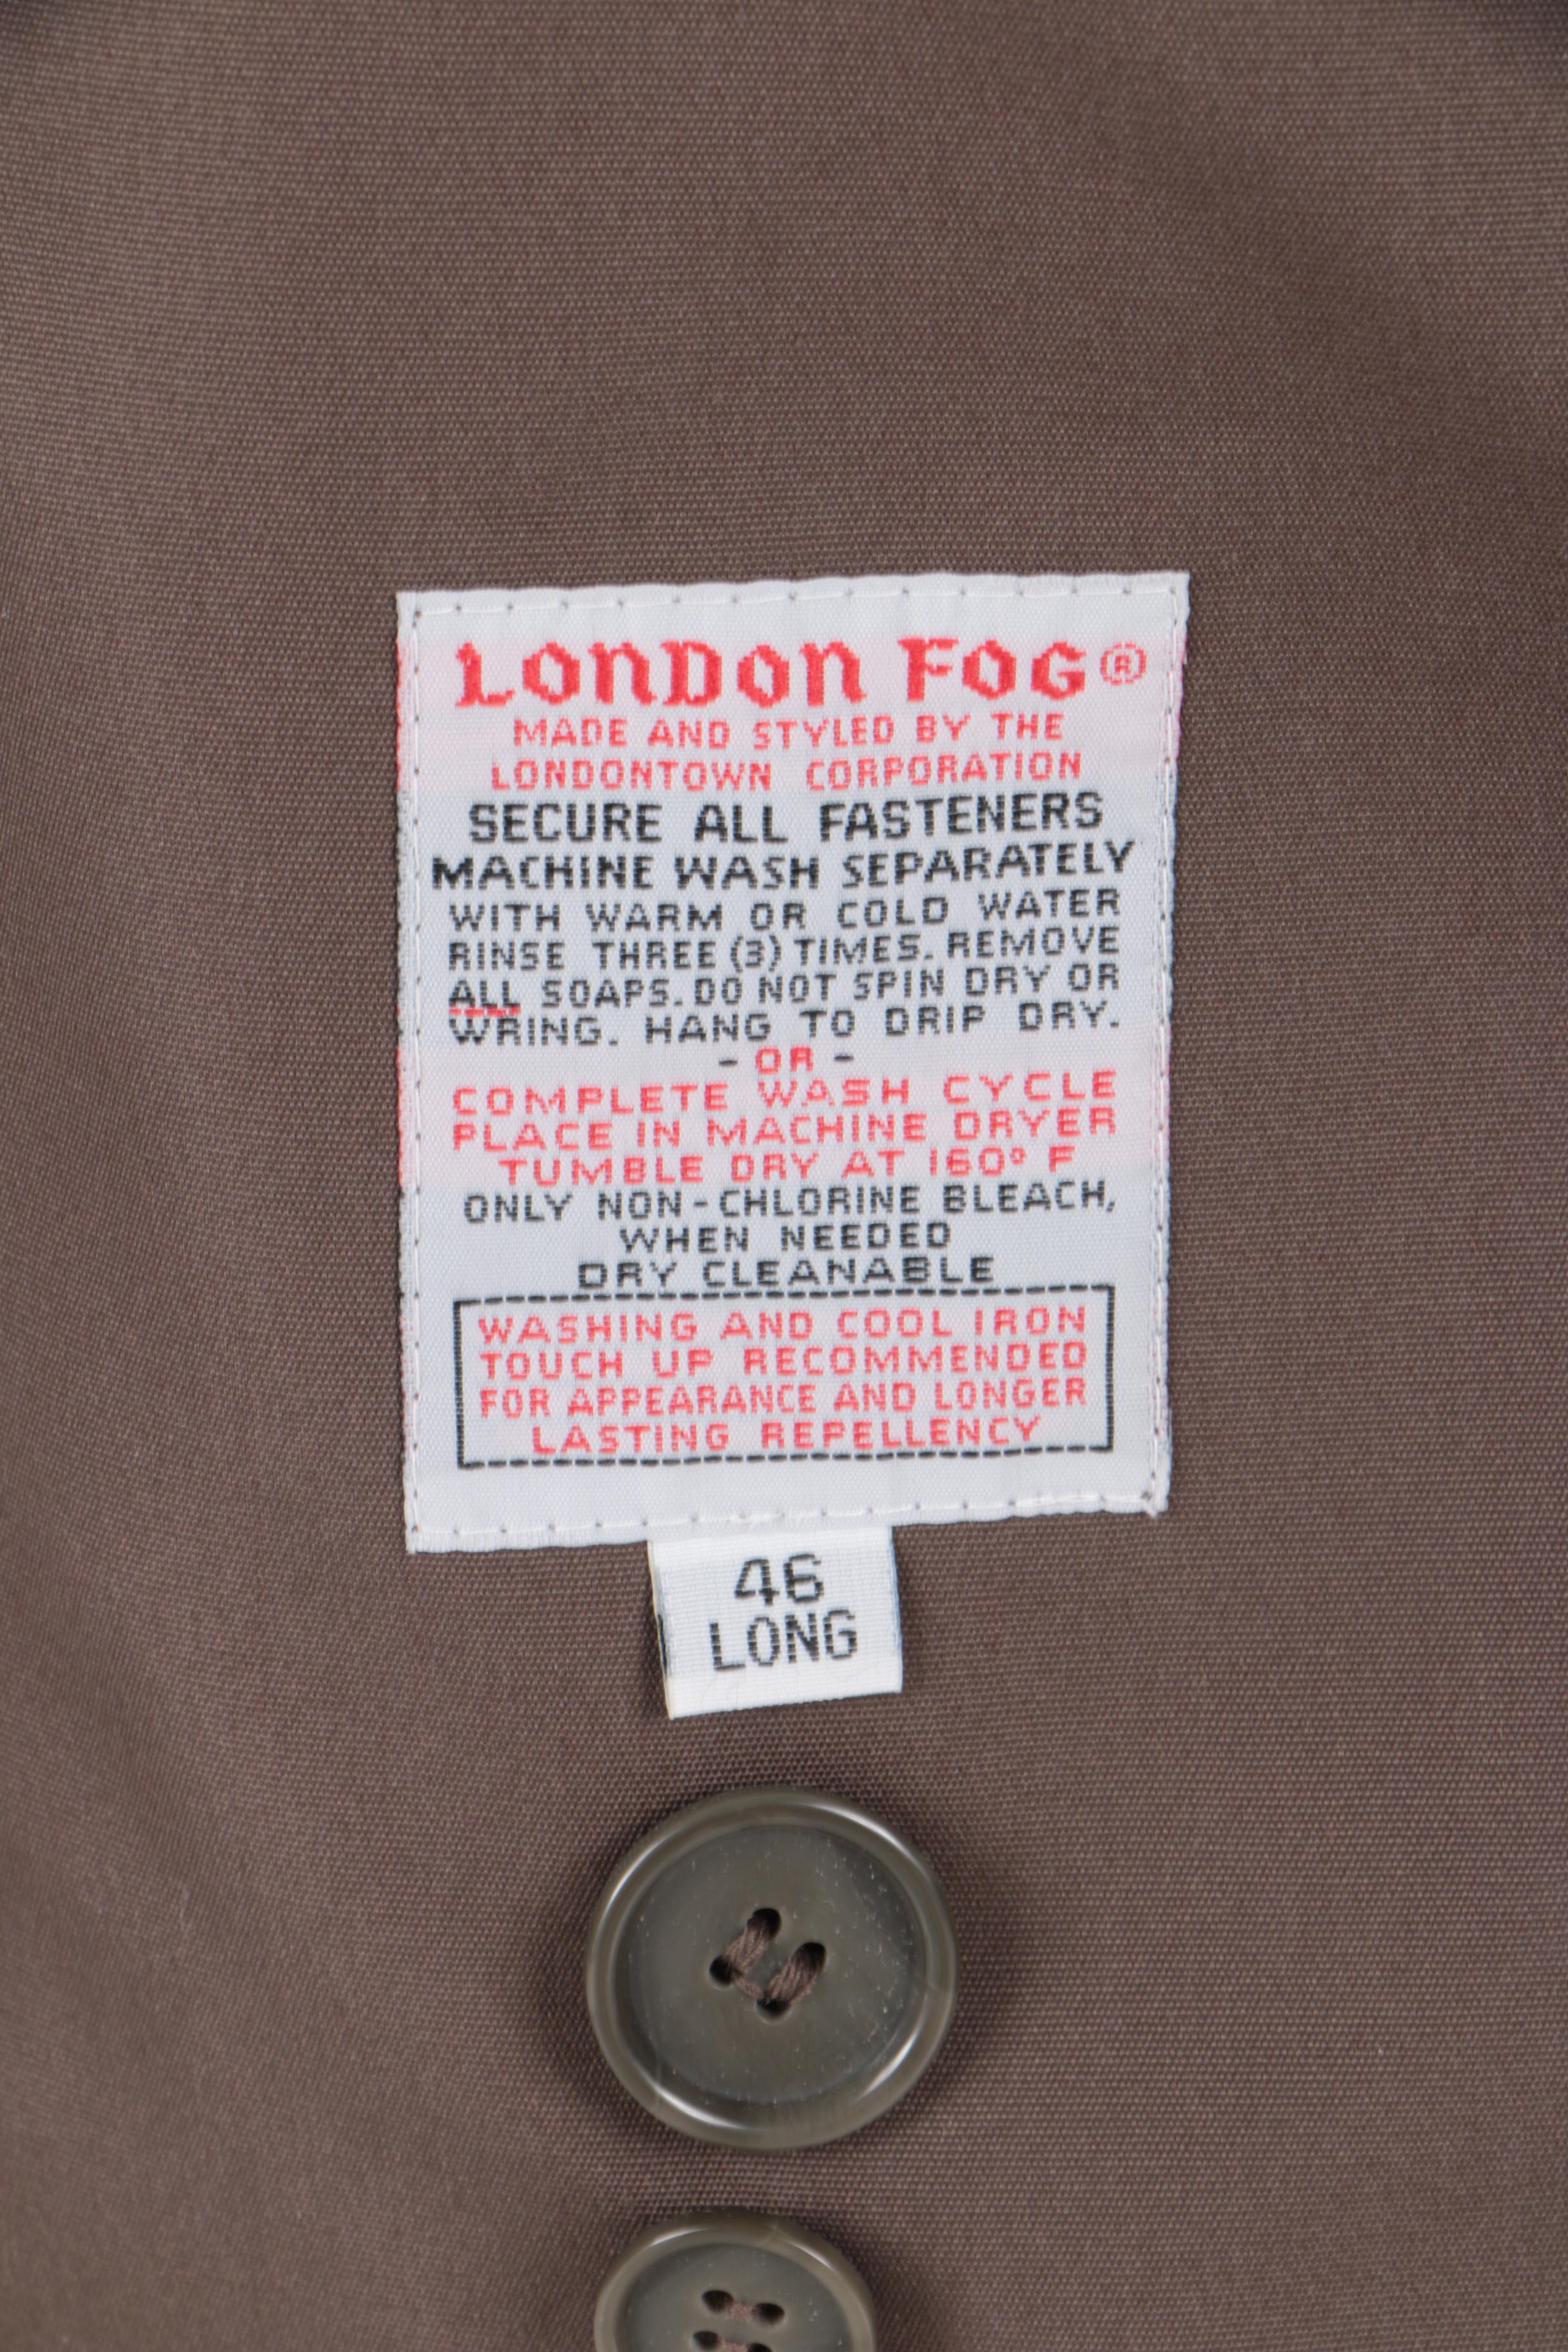 LONDON FOG®
MADE AND STYLED BY THE
LONDONTOWN CORPORATION
SECURE ALL FASTENERS
MACHINE WASH SEPARATELY
WITH WARM OR COLD WATER
RINSE THREE (3) TIMES. REMOVE
ALL SOAPS. DO NOT SPIN DRY OR
WRING. HANG TO DRIP DRY.
- OR -
COMPLETE WASH CYCLE
PLACE IN MACHINE DRYER
TUMBLE DRY AT 160° F
ONLY NON-CHLORINE BLEACH,
WHEN NEEDED
DRY CLEANABLE
WASHING AND COOL IRON
TOUCH UP RECOMMENDED
FOR APPEARANCE AND LONGER
LASTING REPELLENCY
46
LONG